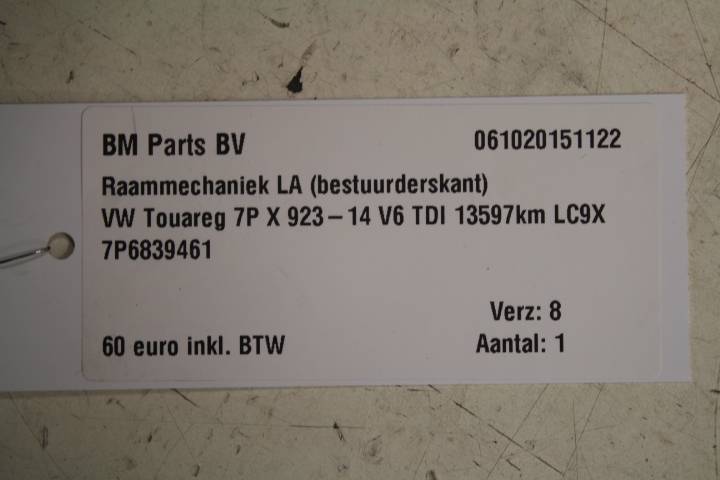 BM Parts BV 061020151122
Raammechaniek LA (bestuurderskant)
VW Touareg 7P X 923-14 V6 TDI 13597km LC9X
7P6839461
Verz: 8
60 euro inkl. BTW Aantal: 1